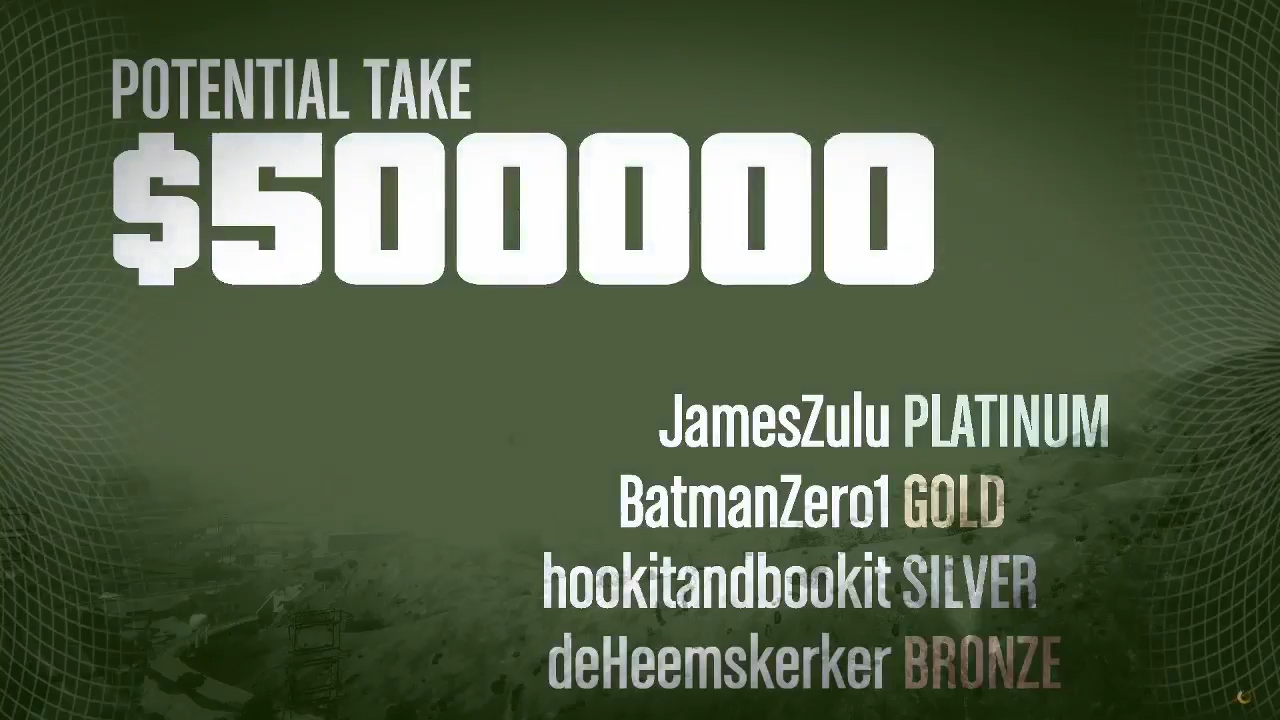 POTENTIAL TAKE
$500000
JamesZulu PLATINUM
BatmanZero1 GOLD
hookitandbookit SILVER
deHeemskerker BRONZE